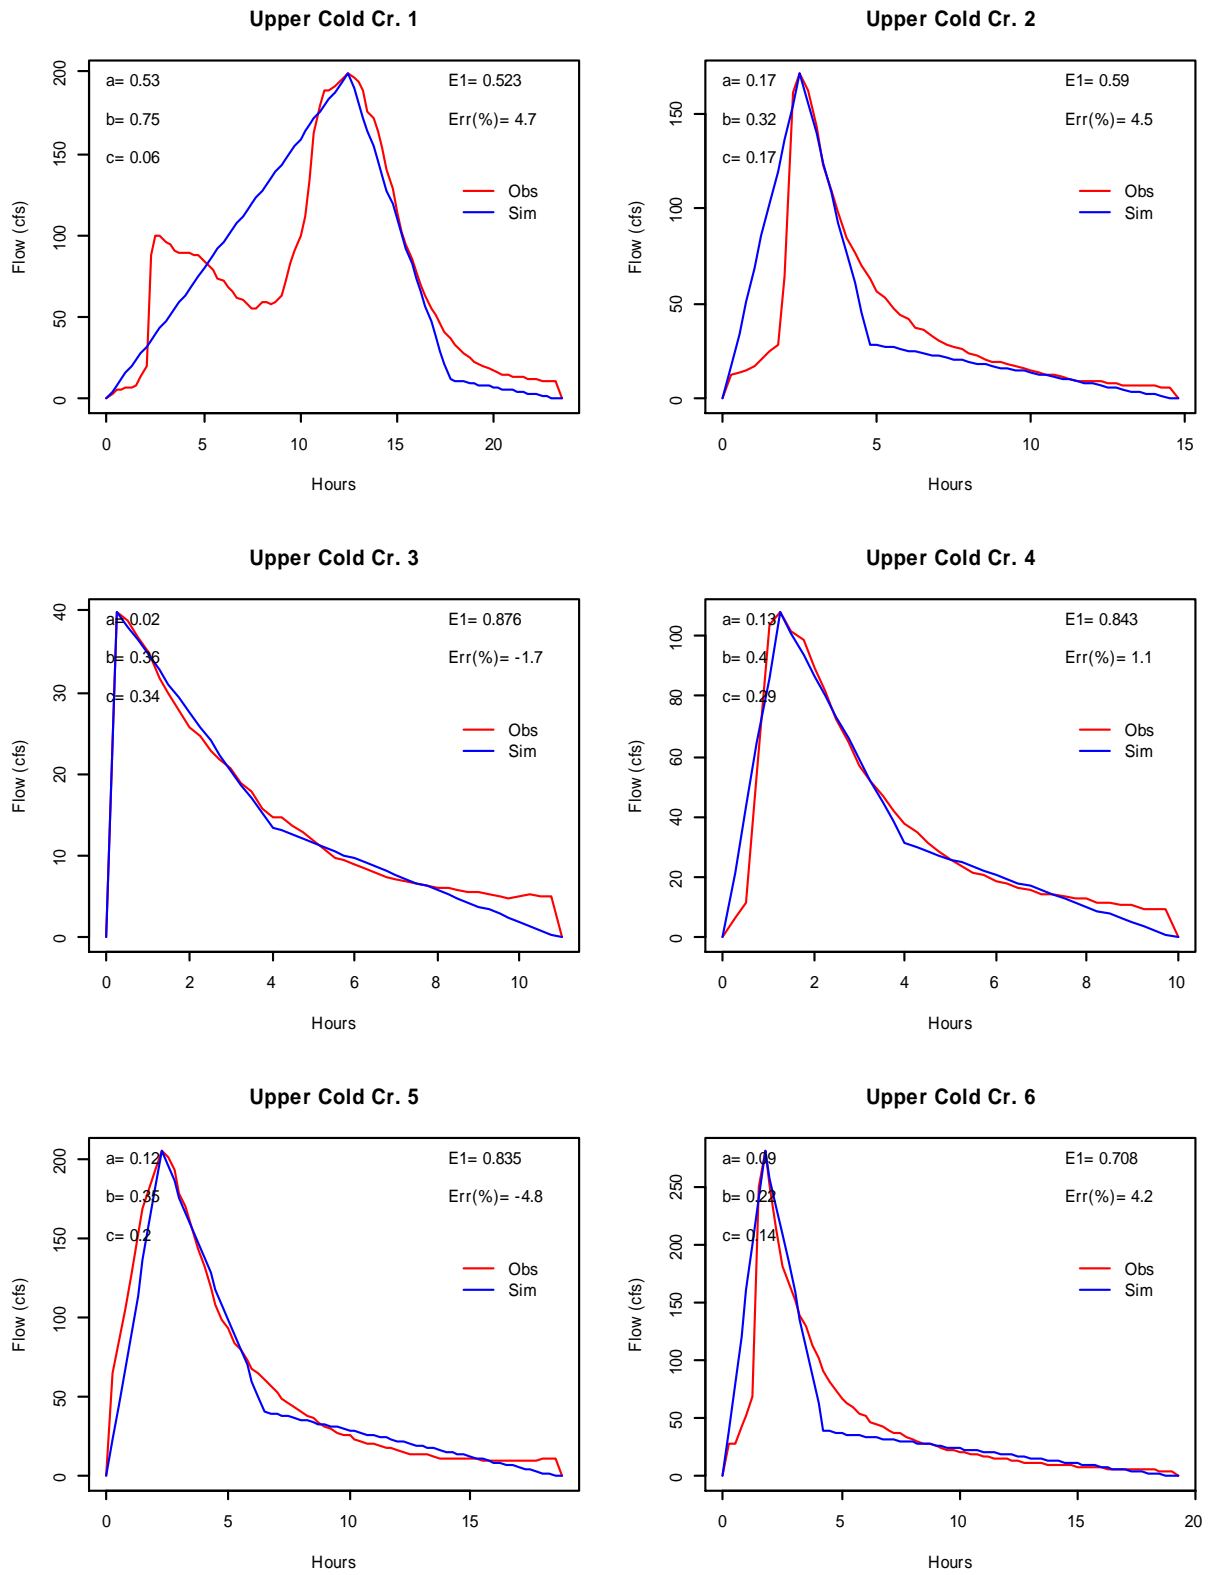 Upper Cold Cr. 1
a= 0.53
b= 0.75
c= 0.06
E1= 0.523
Err(%)= 4.7
Obs
Sim
Flow (cfs)
0 50 100 150 200
0 5 10 15 20
Hours
Upper Cold Cr. 2
a= 0.17
b= 0.32
c= 0.17
E1= 0.59
Err(%)= 4.5
Obs
Sim
Flow (cfs)
0 50 100 150
0 5 10 15
Hours
Upper Cold Cr. 3
a= 0.02
b= 0.36
c= 0.34
E1= 0.876
Err(%)= -1.7
Obs
Sim
Flow (cfs)
0 10 20 30 40
0 2 4 6 8 10
Hours
Upper Cold Cr. 4
a= 0.13
b= 0.4
c= 0.29
E1= 0.843
Err(%)= 1.1
Obs
Sim
Flow (cfs)
0 20 40 60 80 100
0 2 4 6 8 10
Hours
Upper Cold Cr. 5
a= 0.12
b= 0.35
c= 0.2
E1= 0.835
Err(%)= -4.8
Obs
Sim
Flow (cfs)
0 50 100 150 200
0 5 10 15
Hours
Upper Cold Cr. 6
a= 0.09
b= 0.22
c= 0.14
E1= 0.708
Err(%)= 4.2
Obs
Sim
Flow (cfs)
0 50 100 150 200 250
0 5 10 15 20
Hours